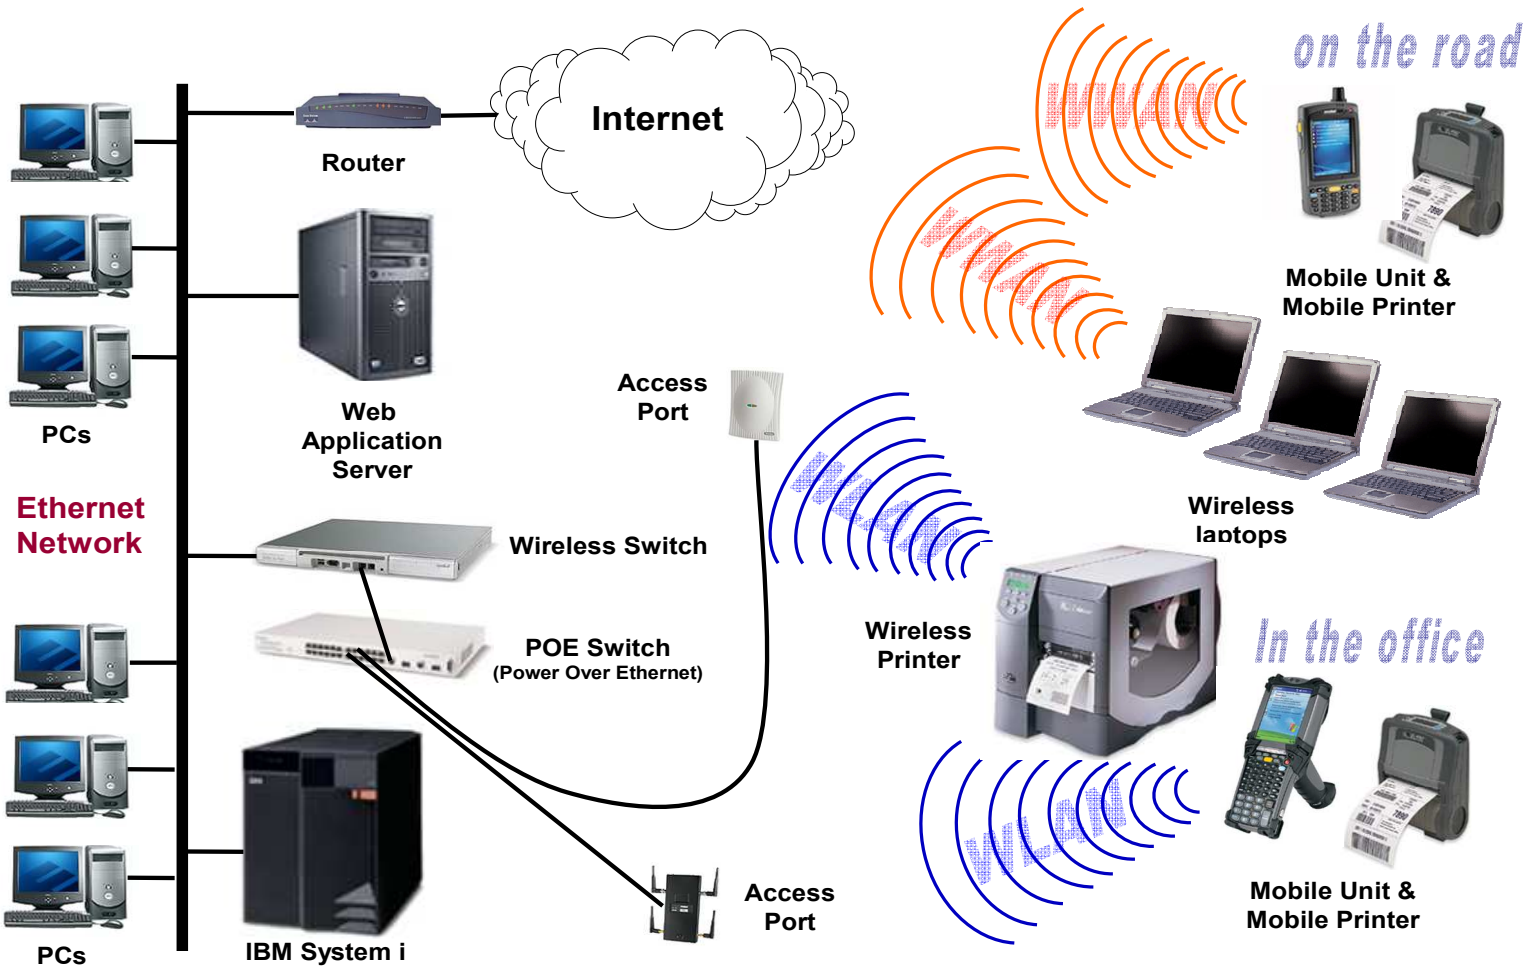 on the road
Internet
WWAN
Router
WWAN
Mobile Unit &
Mobile Printer
Access
Port
Web
Application
Server
PCs
WLAN
Wireless
laptops
Ethernet
Network
Wireless Switch
POE Switch
(Power Over Ethernet)
Wireless
Printer
In the office
WLAN
Access
Port
Mobile Unit &
Mobile Printer
IBM System i
PCs
7890
7890